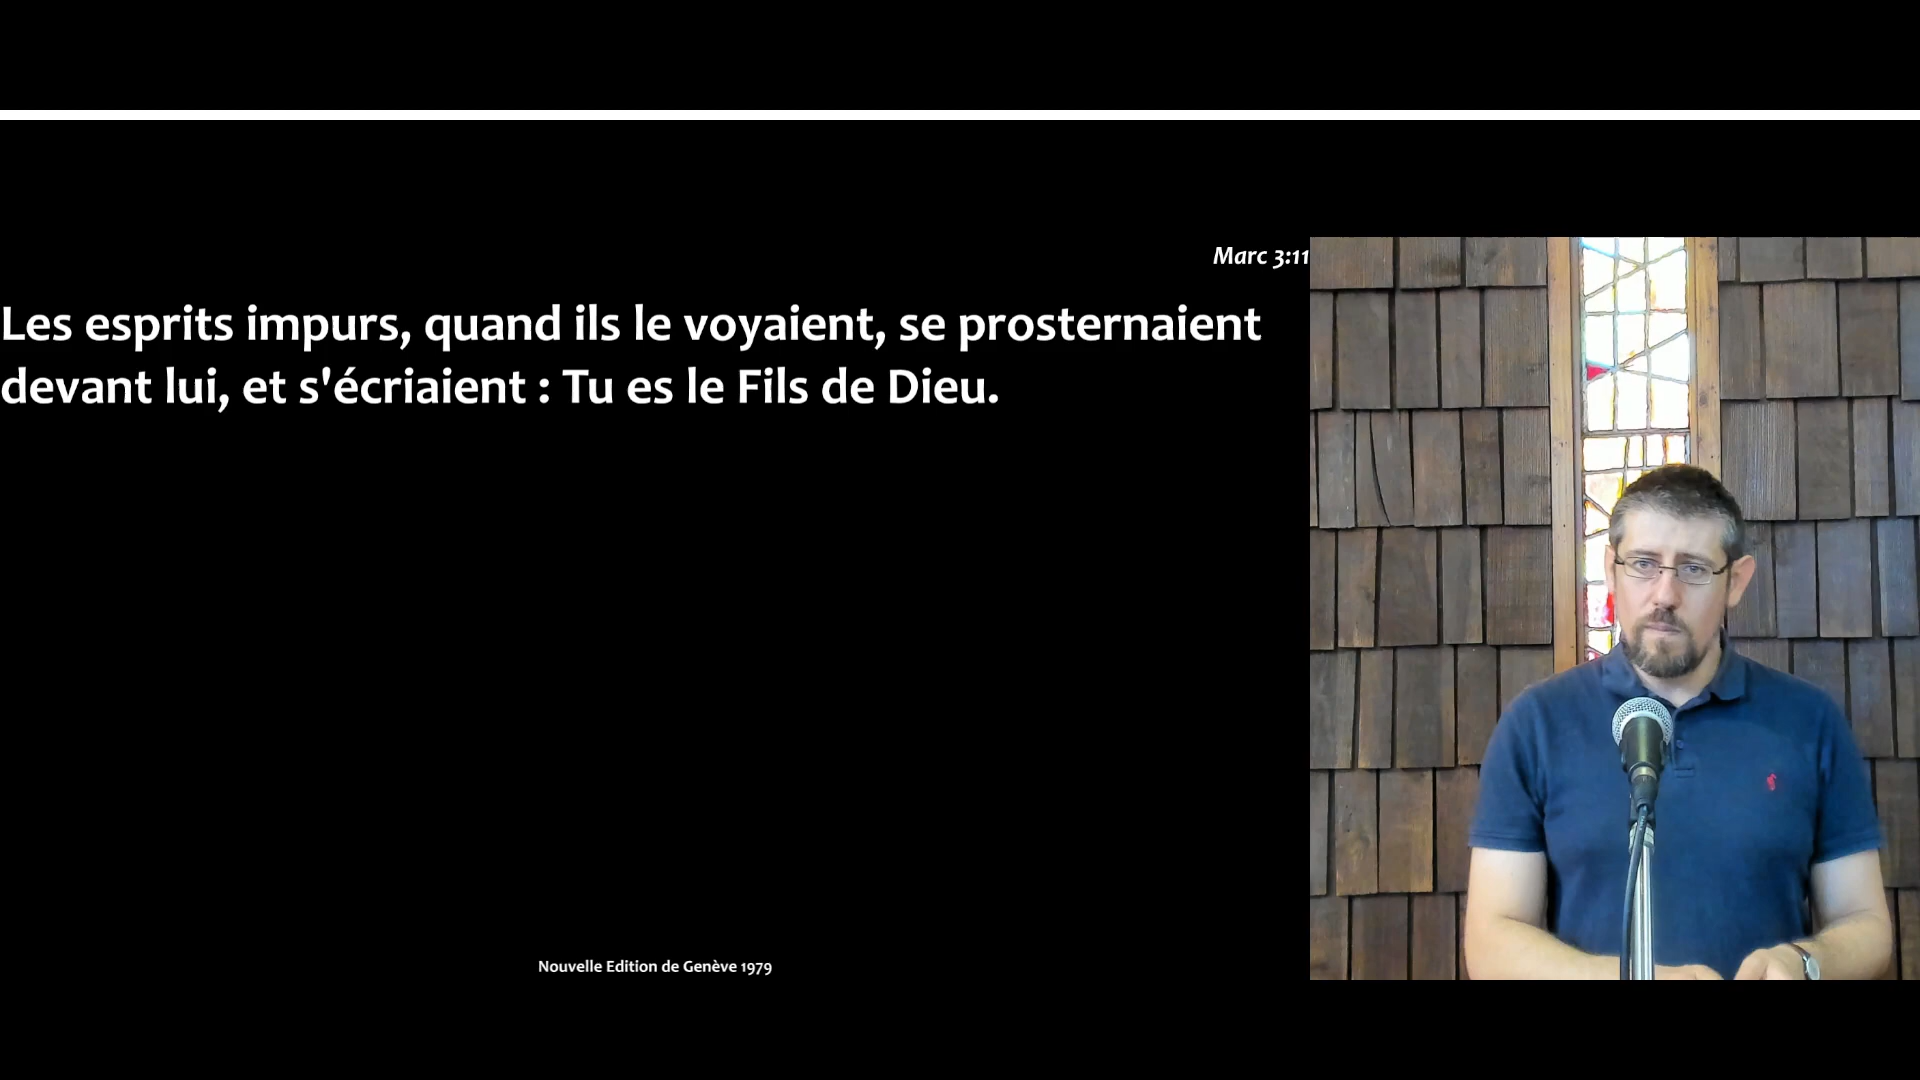 Marc 3:11
Les esprits impurs, quand ils le voyaient, se prosternaient
devant lui, et s'écriaient : Tu es le Fils de Dieu.
Nouvelle Edition de Genève 1979